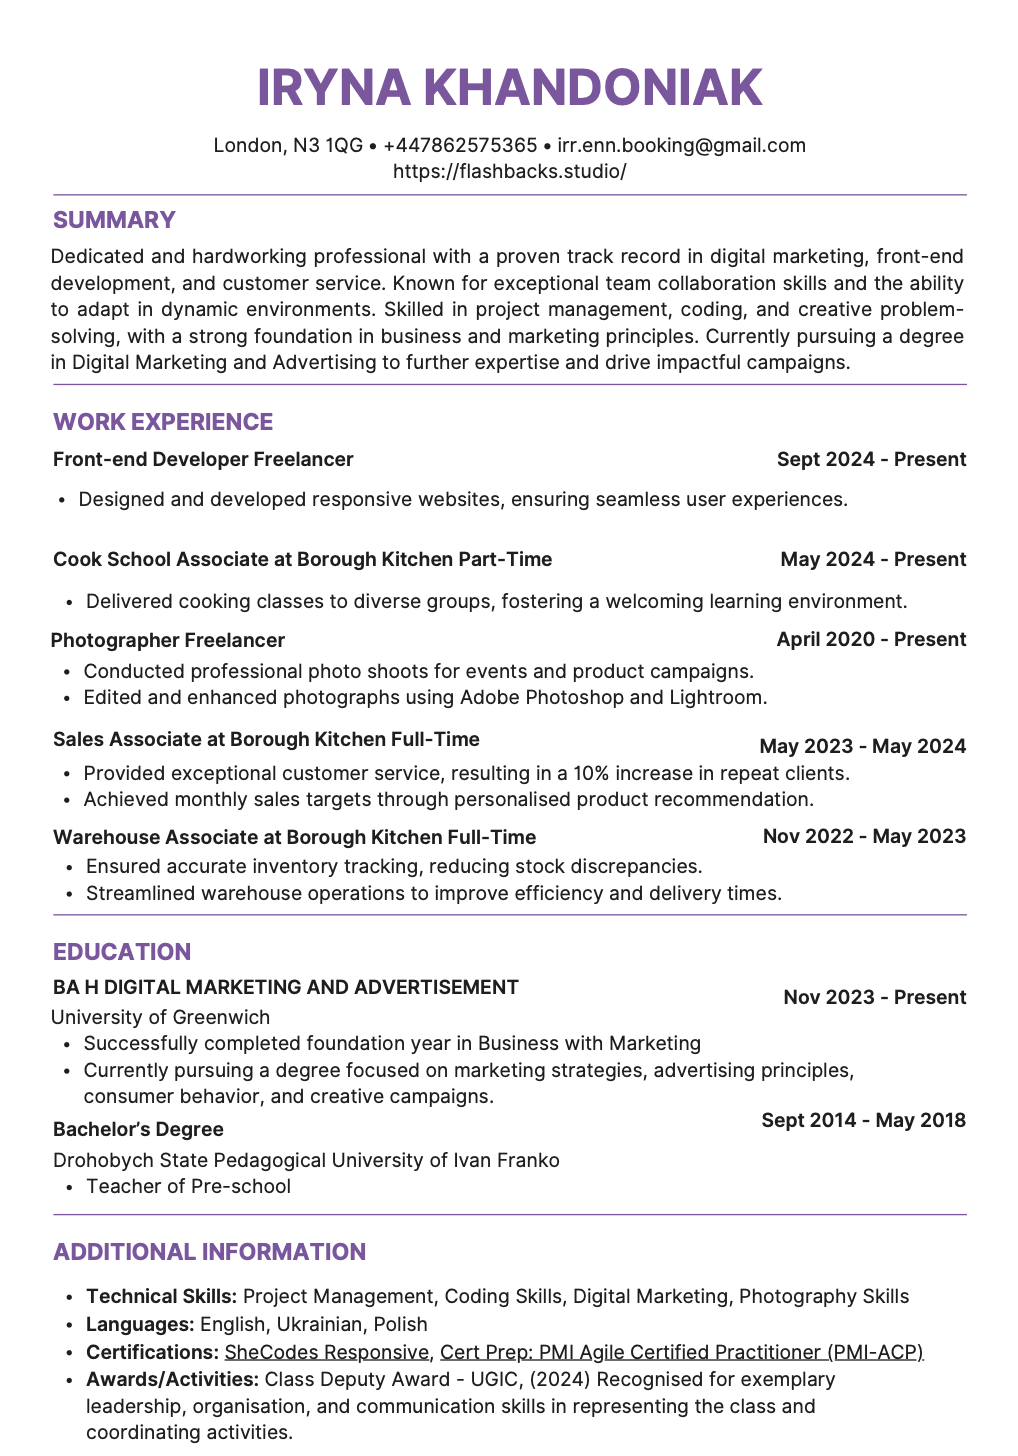 IRYNA KHANDONIAK
London, N3 1QG • +447862575365 • irr.enn.booking@gmail.com
https://flashbacks.studio/
SUMMARY
Dedicated and hardworking professional with a proven track record in digital marketing, front-end
development, and customer service. Known for exceptional team collaboration skills and the ability
to adapt in dynamic environments. Skilled in project management, coding, and creative problem-
solving, with a strong foundation in business and marketing principles. Currently pursuing a degree
in Digital Marketing and Advertising to further expertise and drive impactful campaigns.
WORK EXPERIENCE
Front-end Developer Freelancer Sept 2024 - Present
• Designed and developed responsive websites, ensuring seamless user experiences.
Cook School Associate at Borough Kitchen Part-Time May 2024 - Present
• Delivered cooking classes to diverse groups, fostering a welcoming learning environment.
Photographer Freelancer April 2020 - Present
• Conducted professional photo shoots for events and product campaigns.
• Edited and enhanced photographs using Adobe Photoshop and Lightroom.
Sales Associate at Borough Kitchen Full-Time May 2023 - May 2024
• Provided exceptional customer service, resulting in a 10% increase in repeat clients.
• Achieved monthly sales targets through personalised product recommendation.
Warehouse Associate at Borough Kitchen Full-Time Nov 2022 - May 2023
• Ensured accurate inventory tracking, reducing stock discrepancies.
• Streamlined warehouse operations to improve efficiency and delivery times.
EDUCATION
BA H DIGITAL MARKETING AND ADVERTISEMENT Nov 2023 - Present
University of Greenwich
• Successfully completed foundation year in Business with Marketing
• Currently pursuing a degree focused on marketing strategies, advertising principles,
consumer behavior, and creative campaigns.
Bachelor's Degree Sept 2014 - May 2018
Drohobych State Pedagogical University of Ivan Franko
• Teacher of Pre-school
ADDITIONAL INFORMATION
• Technical Skills: Project Management, Coding Skills, Digital Marketing, Photography Skills
• Languages: English, Ukrainian, Polish
• Certifications: SheCodes Responsive, Cert Prep: PMI Agile Certified Practitioner (PMI-ACP)
• Awards/Activities: Class Deputy Award - UGIC, (2024) Recognised for exemplary
leadership, organisation, and communication skills in representing the class and
coordinating activities.